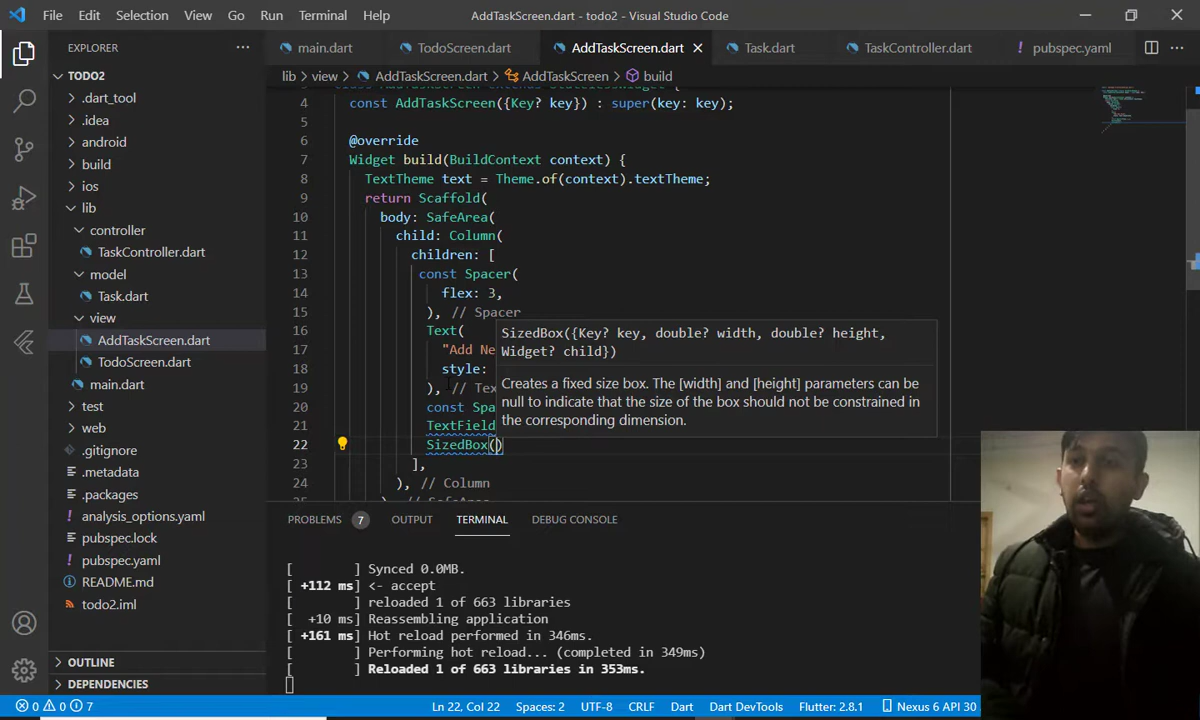 File Edit Selection View Go Run Terminal Help AddTaskScreen.dart - todo2 - Visual Studio Code
EXPLORER
main.dart TodoScreen.dart AddTaskScreen.dart Task.dart TaskController.dart pubspec.yaml
lib > view > AddTaskScreen.dart > AddTaskScreen > build
TODO2
.dart_tool
.idea
android
build
ios
lib
controller
TaskController.dart
model
Task.dart
view
AddTaskScreen.dart
TodoScreen.dart
main.dart
test
web
.gitignore
.metadata
.packages
analysis_options.yaml
pubspec.lock
pubspec.yaml
README.md
todo2.iml
OUTLINE
DEPENDENCIES
4 const AddTaskScreen({Key? key}) : super(key: key);
5
6 @override
7 Widget build(BuildContext context) {
8 TextTheme text = Theme.of(context).textTheme;
9 return Scaffold(
10 body: SafeArea(
11 child: Column(
12 children: [
13 const Spacer(
14 flex: 3,
15 ), // Spacer
16 Text(
17 "Add Ne
18 style:
19 ), // Tex
20 const Spa
21 TextField
22 SizedBox()
23 ],
24 ), // Column
SizedBox({Key? key, double? width, double? height,
Widget? child})
Creates a fixed size box. The [width] and [height] parameters can be
null to indicate that the size of the box should not be constrained in
the corresponding dimension.
PROBLEMS 7 OUTPUT TERMINAL DEBUG CONSOLE
[ ] Synced 0.0MB.
[ +112 ms] <- accept
[ ] reloaded 1 of 663 libraries
[ +10 ms] Reassembling application
[ +161 ms] Hot reload performed in 346ms.
[ ] Performing hot reload... (completed in 349ms)
[ ] Reloaded 1 of 663 libraries in 353ms.
0 0 7 Ln 22, Col 22 Spaces: 2 UTF-8 CRLF Dart Dart DevTools Flutter: 2.8.1 Nexus 6 API 30